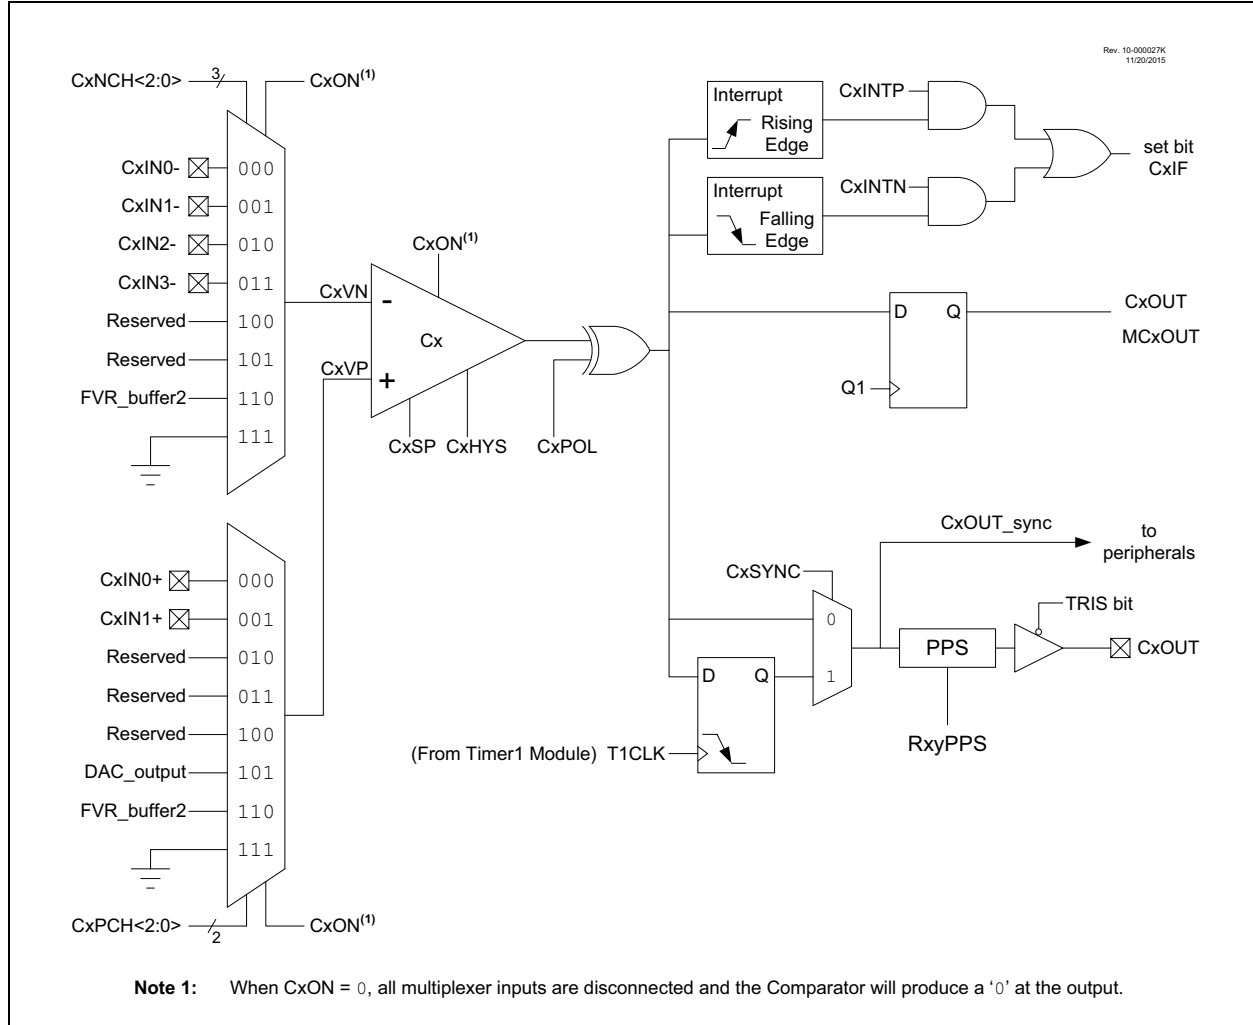 Rev. 10-000027K
11/20/2015
CxNCH<2:0>
3
CxON(1)
CxIN0-
000
CxIN1-
001
CxIN2-
010
CxIN3-
011
Reserved
100
Reserved
101
FVR_buffer2
110
111
CxVN
CxVP
CxON(1)
-
Cx
+
CxSP
CxHYS
CxPOL
Interrupt
Rising
Edge
CxINTP
Interrupt
Falling
Edge
CxINTN
set bit
CxIF
D
Q
Q1
CxOUT
MCxOUT
CxIN0+
000
CxIN1+
001
Reserved
010
Reserved
011
Reserved
100
DAC_output
101
FVR_buffer2
110
111
CxPCH<2:0>
2
CxON(1)
CxOUT_sync
to
peripherals
CxSYNC
0
1
D
Q
(From Timer1 Module) T1CLK
PPS
RxyPPS
TRIS bit
CxOUT
Note 1: When CxON = 0, all multiplexer inputs are disconnected and the Comparator will produce a ‘0’ at the output.